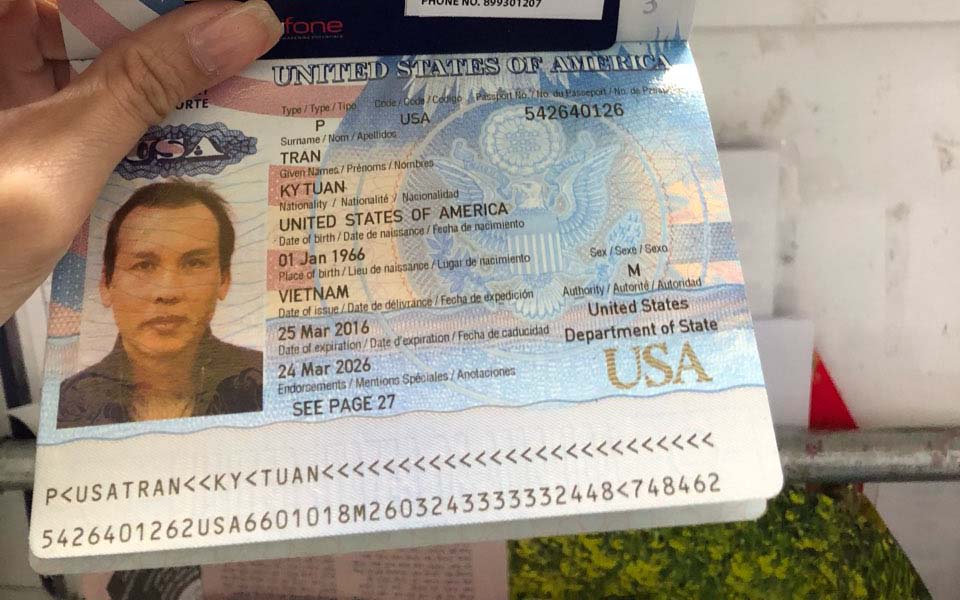 PHONE NO. 899301207
fone
3
UNITED STATES OF AMERICA
ORTE
USA
Type / Type / Tipo Code / Code / Codigo Passport No. / No. du Passeport / No. de
P USA 542640126
Surname / Nom / Apellidos
TRAN
Given Names / Prénoms / Nombres
KY TUAN
Nationality / Nationalité / Nacionalidad
UNITED STATES OF AMERICA
Date of birth / Date de naissance / Fecha de nacimiento
01 Jan 1966
Place of birth / Lieu de naissance / Lugar de nacimiento Sex / Sexe / Sexo
VIETNAM M
Date of issue / Date de délivrance / Fecha de expedición Authority / Autorité / Autoridad
25 Mar 2016 United States
Date of expiration / Date d'expiration / Fecha de caducidad Department of State
24 Mar 2026 USA
Endorsements / Mentions Spéciales / Anotaciones
SEE PAGE 27
P<USATRAN<<KY<TUAN<<<<<<<<<<<<<<<<<<<<<<<<<<
5426401262USA6601018M2603243333332448<748462